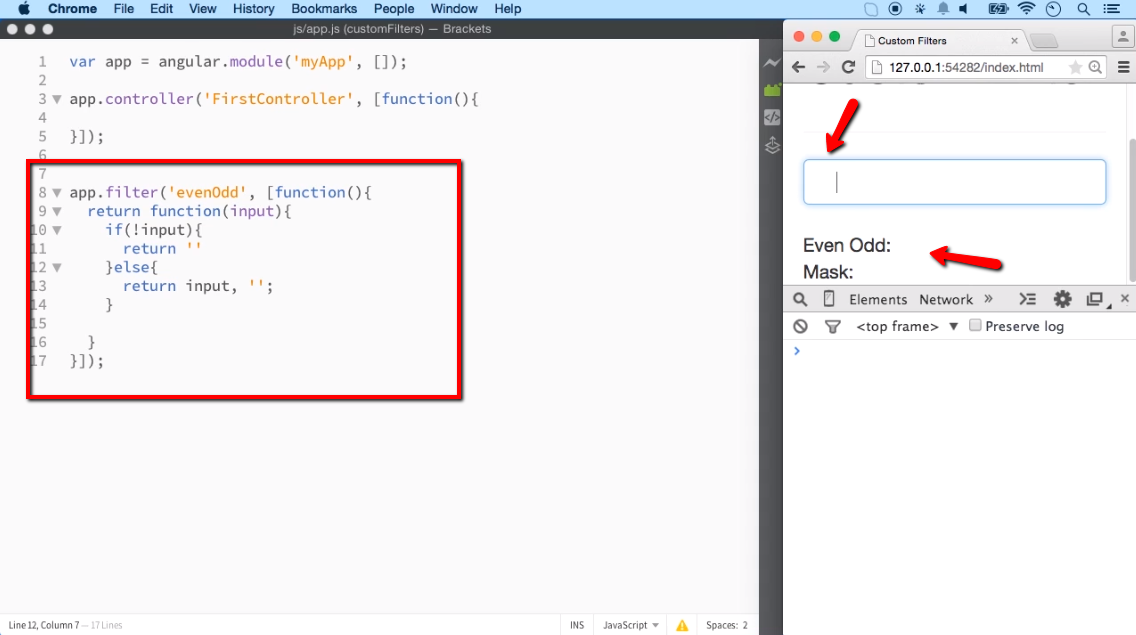 Chrome File Edit View History Bookmarks People Window Help
js/app.js (customFilters) — Brackets
1 var app = angular.module('myApp', []);
2
3 app.controller('FirstController', [function(){
4
5 }]);
6
7
8 app.filter('evenOdd', [function(){
9 return function(input){
10 if(!input){
11 return ''
12 }else{
13 return input, '';
14 }
15
16 }
17 }]);
Line 12, Column 7 — 17 Lines
INS JavaScript Spaces: 2
Custom Filters
127.0.0.1:54282/index.html
Even Odd:
Mask:
Elements Network »
<top frame> Preserve log